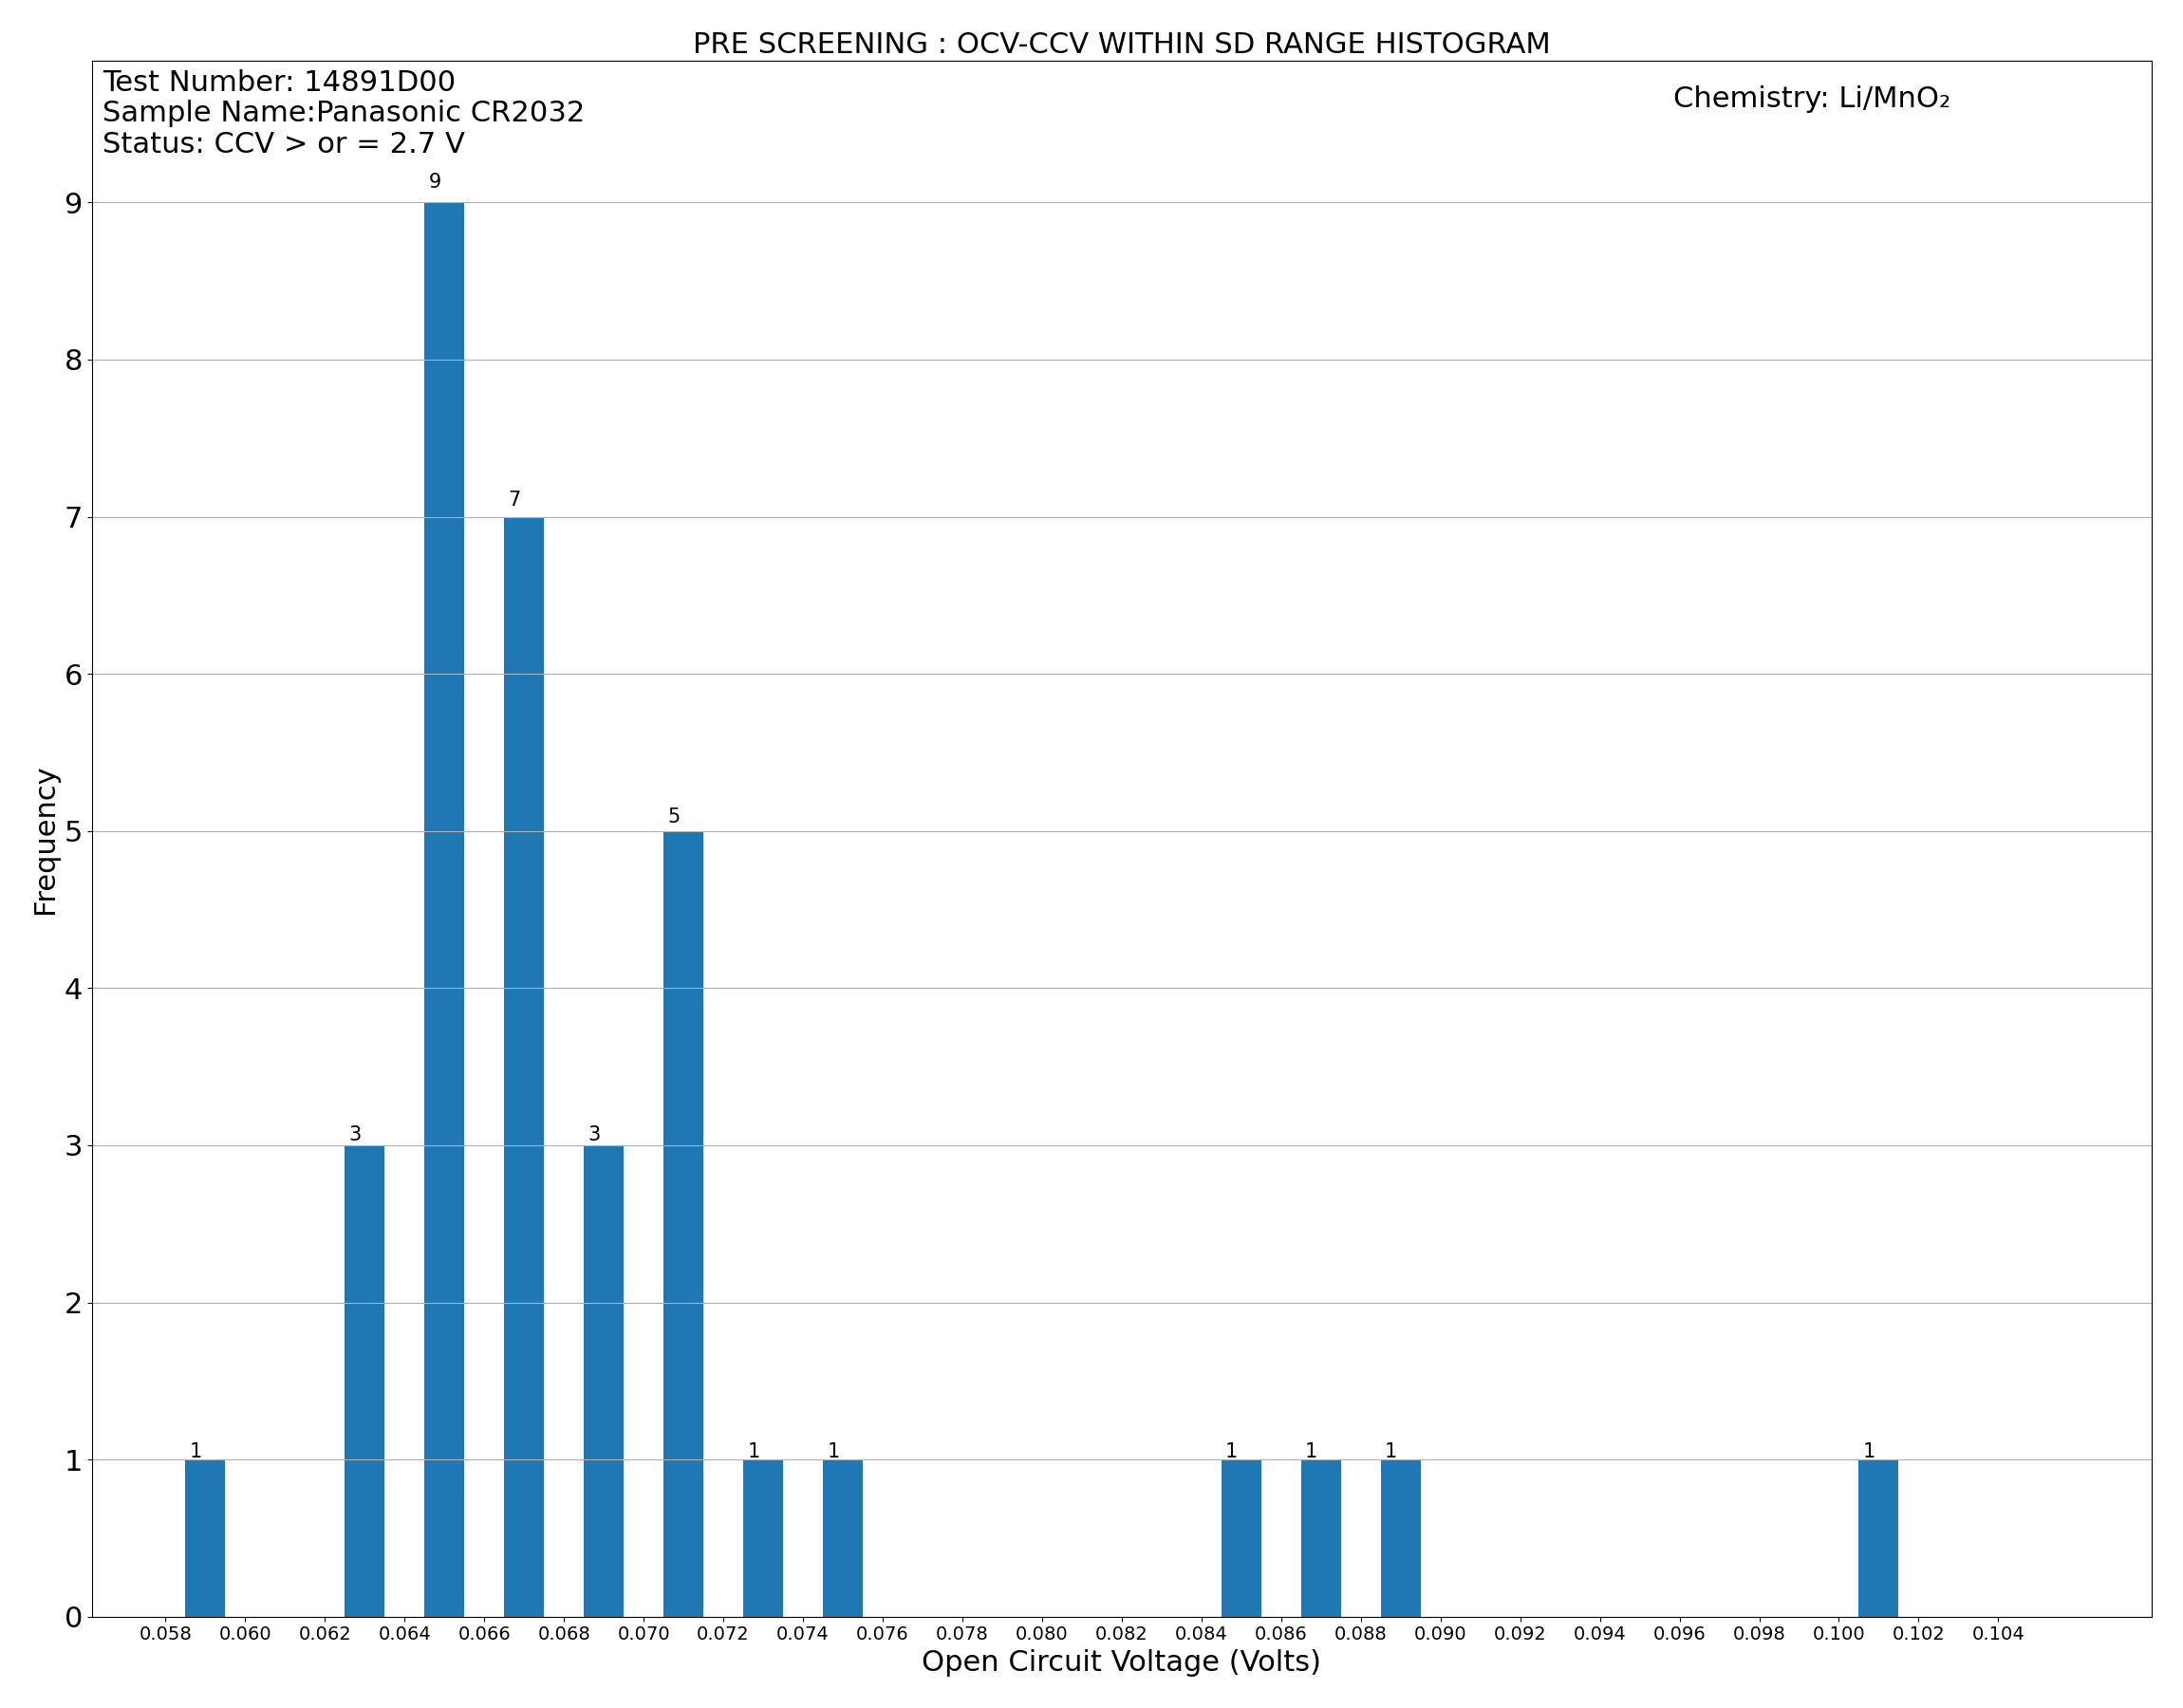 PRE SCREENING : OCV-CCV WITHIN SD RANGE HISTOGRAM
Test Number: 14891D00
Sample Name:Panasonic CR2032
Status: CCV > or = 2.7 V
Chemistry: Li/MnO₂
9
8
7
6
5
4
3
2
1
0
Frequency
1
3
9
7
3
5
1
1
1
1
1
1
0.058 0.060 0.062 0.064 0.066 0.068 0.070 0.072 0.074 0.076 0.078 0.080 0.082 0.084 0.086 0.088 0.090 0.092 0.094 0.096 0.098 0.100 0.102 0.104
Open Circuit Voltage (Volts)